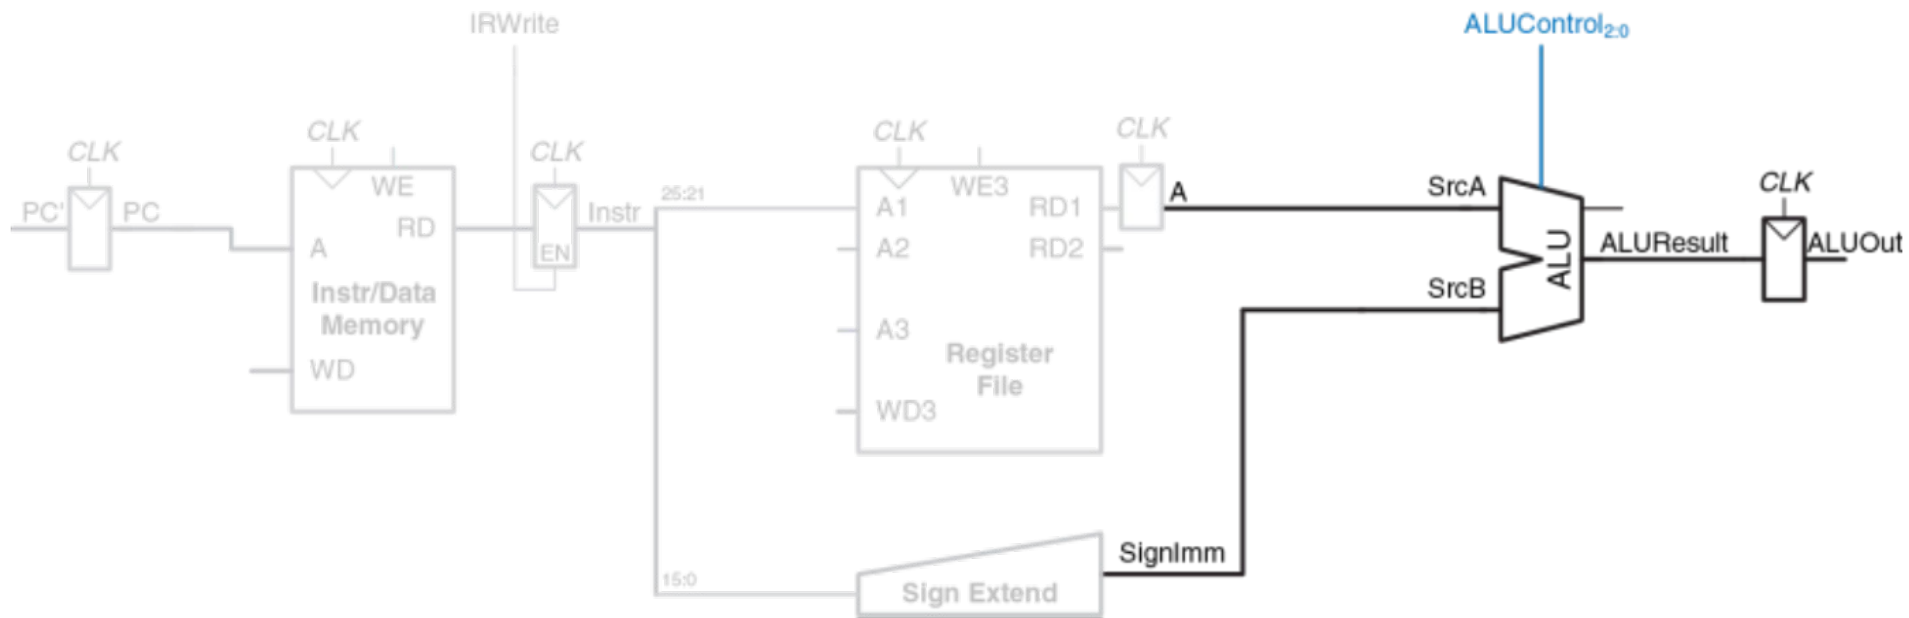 IRWrite
ALUControl2:0
CLK
CLK
CLK
CLK
CLK
CLK
PC'
PC
WE
A
RD
Instr/Data
Memory
WD
EN
Instr
25:21
15:0
A1
WE3
RD1
A2
RD2
A3
Register
File
WD3
A
SrcA
SrcB
ALU
ALUResult
ALUOut
SignImm
Sign Extend